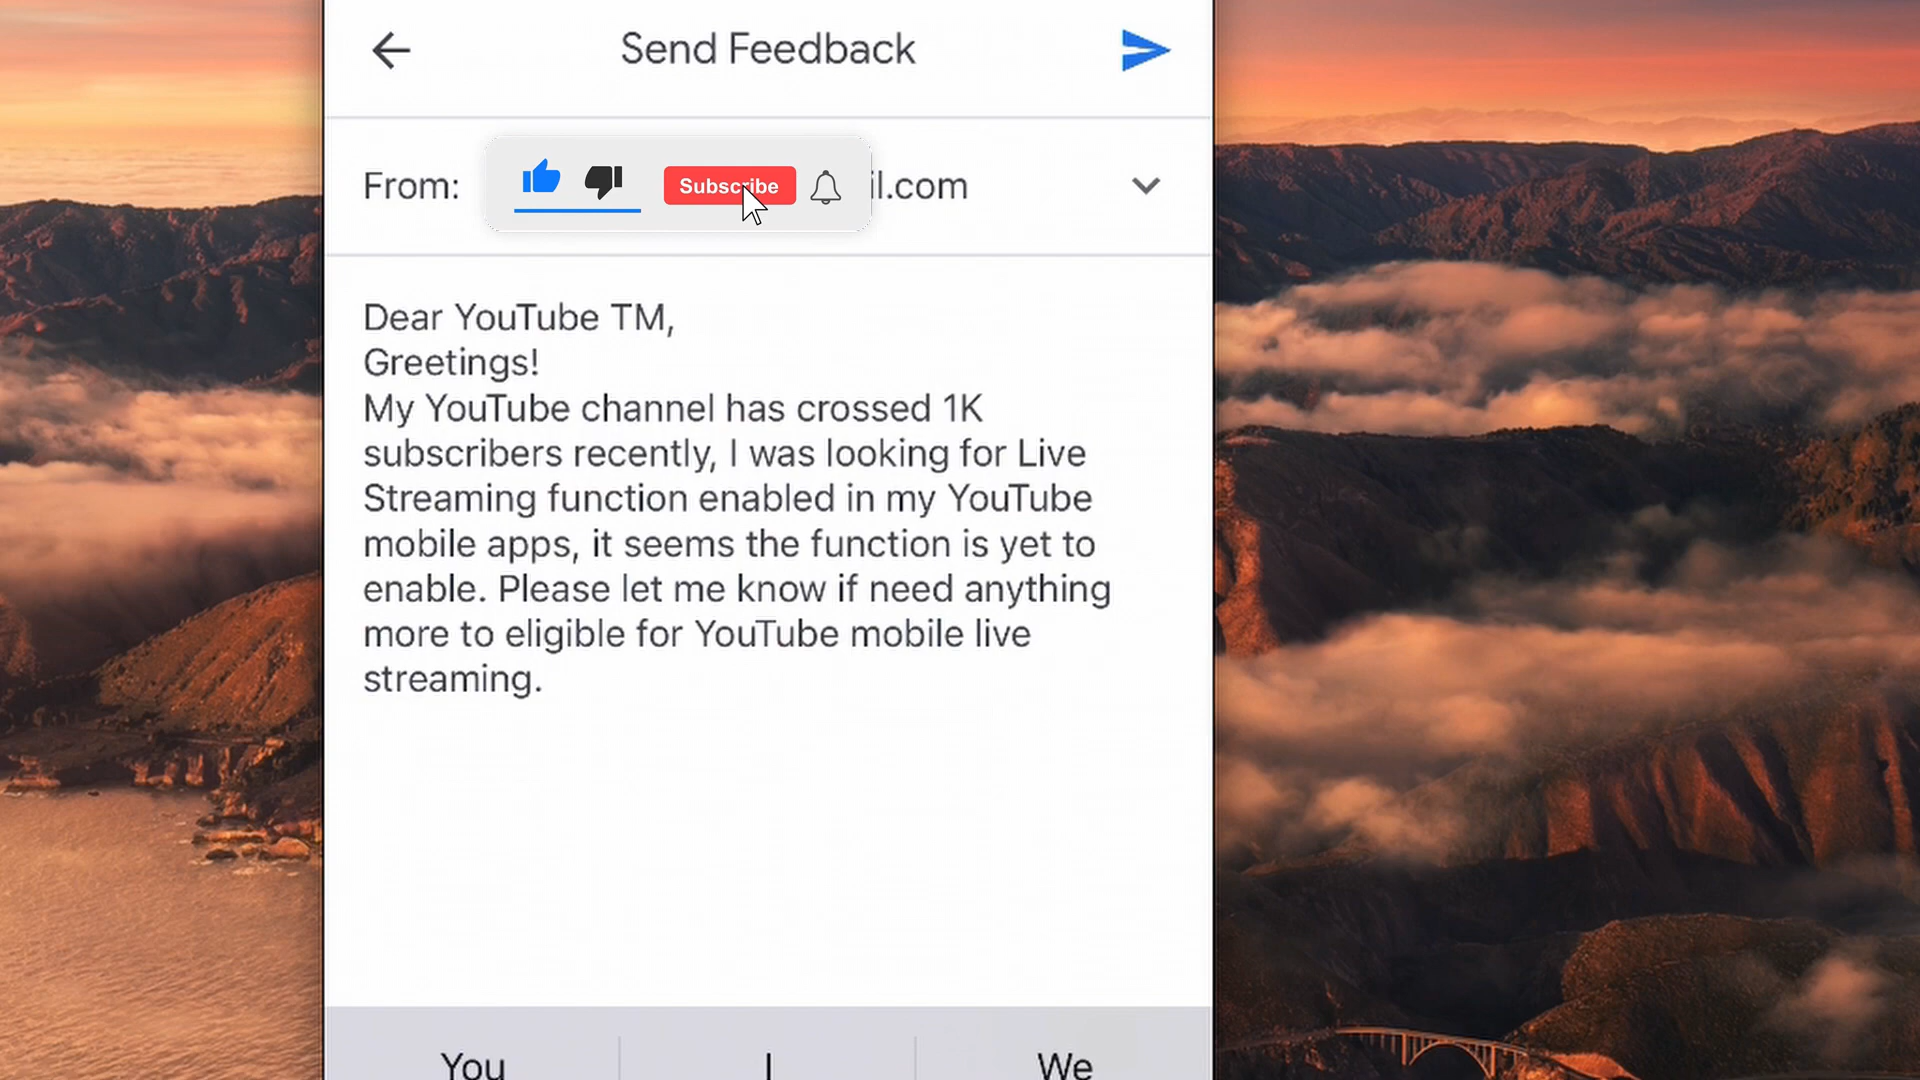 Send Feedback
From: il.com
Subscribe
Dear YouTube TM,
Greetings!
My YouTube channel has crossed 1K
subscribers recently, I was looking for Live
Streaming function enabled in my YouTube
mobile apps, it seems the function is yet to
enable. Please let me know if need anything
more to eligible for YouTube mobile live
streaming.
You I We